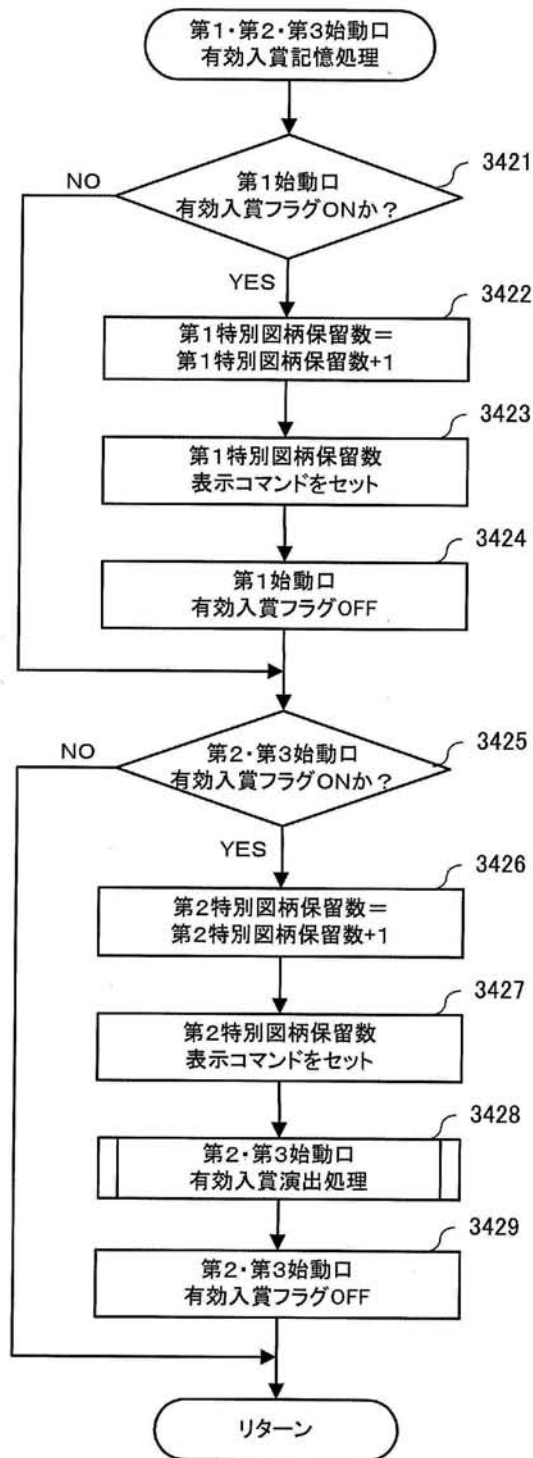 第1・第2・第3始動口
有効入賞記憶処理
3421
第1始動口
有効入賞フラグONか?
NO
YES
3422
第1特別図柄保留数=
第1特別図柄保留数+1
3423
第1特別図柄保留数
表示コマンドをセット
3424
第1始動口
有効入賞フラグOFF
3425
第2・第3始動口
有効入賞フラグONか?
NO
YES
3426
第2特別図柄保留数=
第2特別図柄保留数+1
3427
第2特別図柄保留数
表示コマンドをセット
3428
第2・第3始動口
有効入賞演出処理
3429
第2・第3始動口
有効入賞フラグOFF
リターン